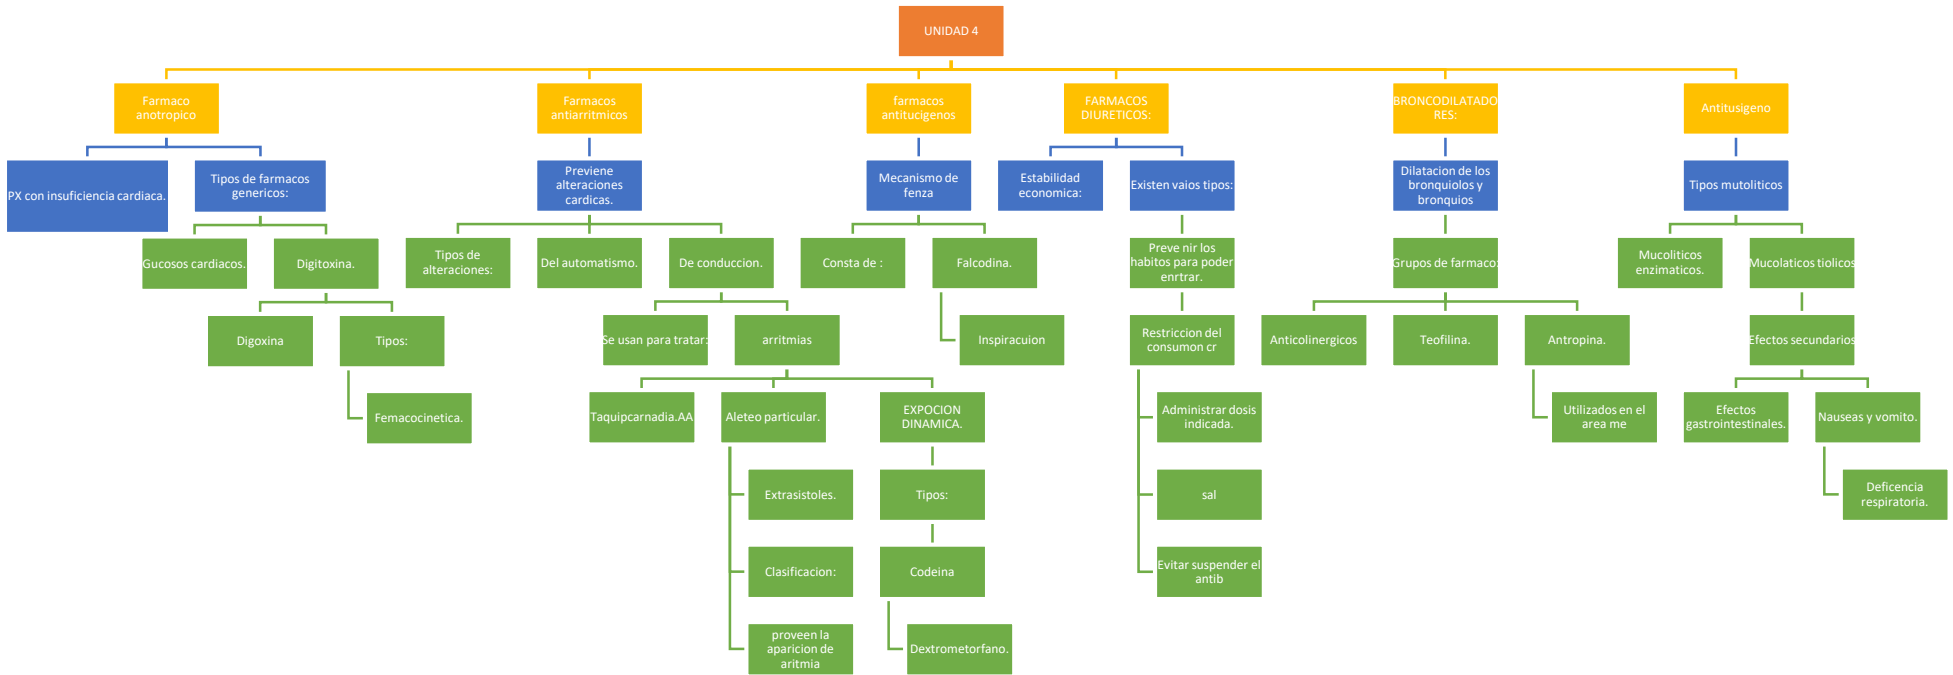 UNIDAD 4
Farmaco
anotropico
Farmacos
antiarritmicos
farmacos
antitucigenos
FARMACOS
DIURETICOS:
BRONCODILATADO
RES:
Antitusigeno
PX con insuficiencia cardiaca.
Tipos de farmacos
genericos:
Previene
alteraciones
cardicas.
Mecanismo de
fenza
Estabilidad
economica:
Existen vaios tipos:
Dilatacion de los
bronquiolos y
bronquios
Tipos mutoliticos
Gucosos cardiacos.
Digitoxina.
Tipos de
alteraciones:
Del automatismo.
De conduccion.
Consta de :
Falcodina.
Preve nir los
habitos para poder
enrtrar.
Grupos de farmaco:
Mucoliticos
enzimaticos.
Mucolaticos tiolicos
Digoxina
Tipos:
Se usan para tratar:
arritmias
Inspiracuion
Restriccion del
consumon cr
Anticolinergicos
Teofilina.
Antropina.
Efectos secundarios
Femacocinetica.
Taquipcarnadia.AA
Aleteo particular.
EXPOCION
DINAMICA.
Administrar dosis
indicada.
Utilizados en el
area me
Efectos
gastrointestinales.
Nauseas y vomito.
Extrasistoles.
Tipos:
sal
Deficencia
respiratoria.
Clasificacion:
Codeina
Evitar suspender el
antib
proveen la
aparicion de
aritmia
Dextrometorfano.